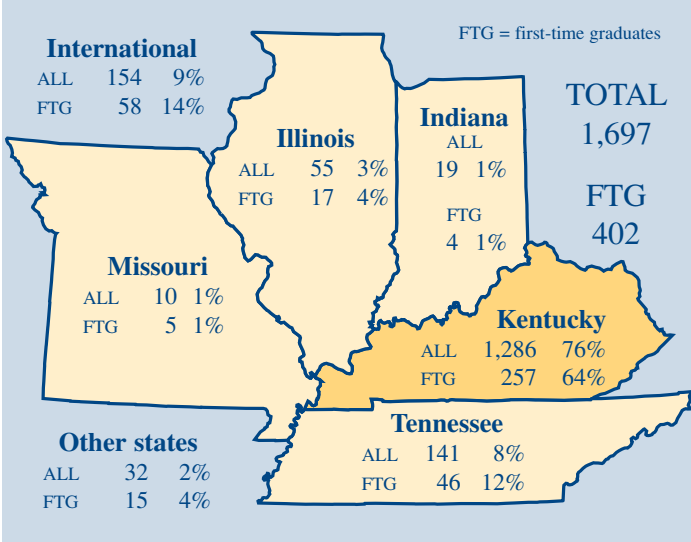 FTG = first-time graduates
International
ALL 154 9%
FTG 58 14%
TOTAL
1,697
FTG
402
Illinois
ALL 55 3%
FTG 17 4%
Indiana
ALL
19 1%
FTG
4 1%
Missouri
ALL 10 1%
FTG 5 1%
Kentucky
ALL 1,286 76%
FTG 257 64%
Tennessee
ALL 141 8%
FTG 46 12%
Other states
ALL 32 2%
FTG 15 4%